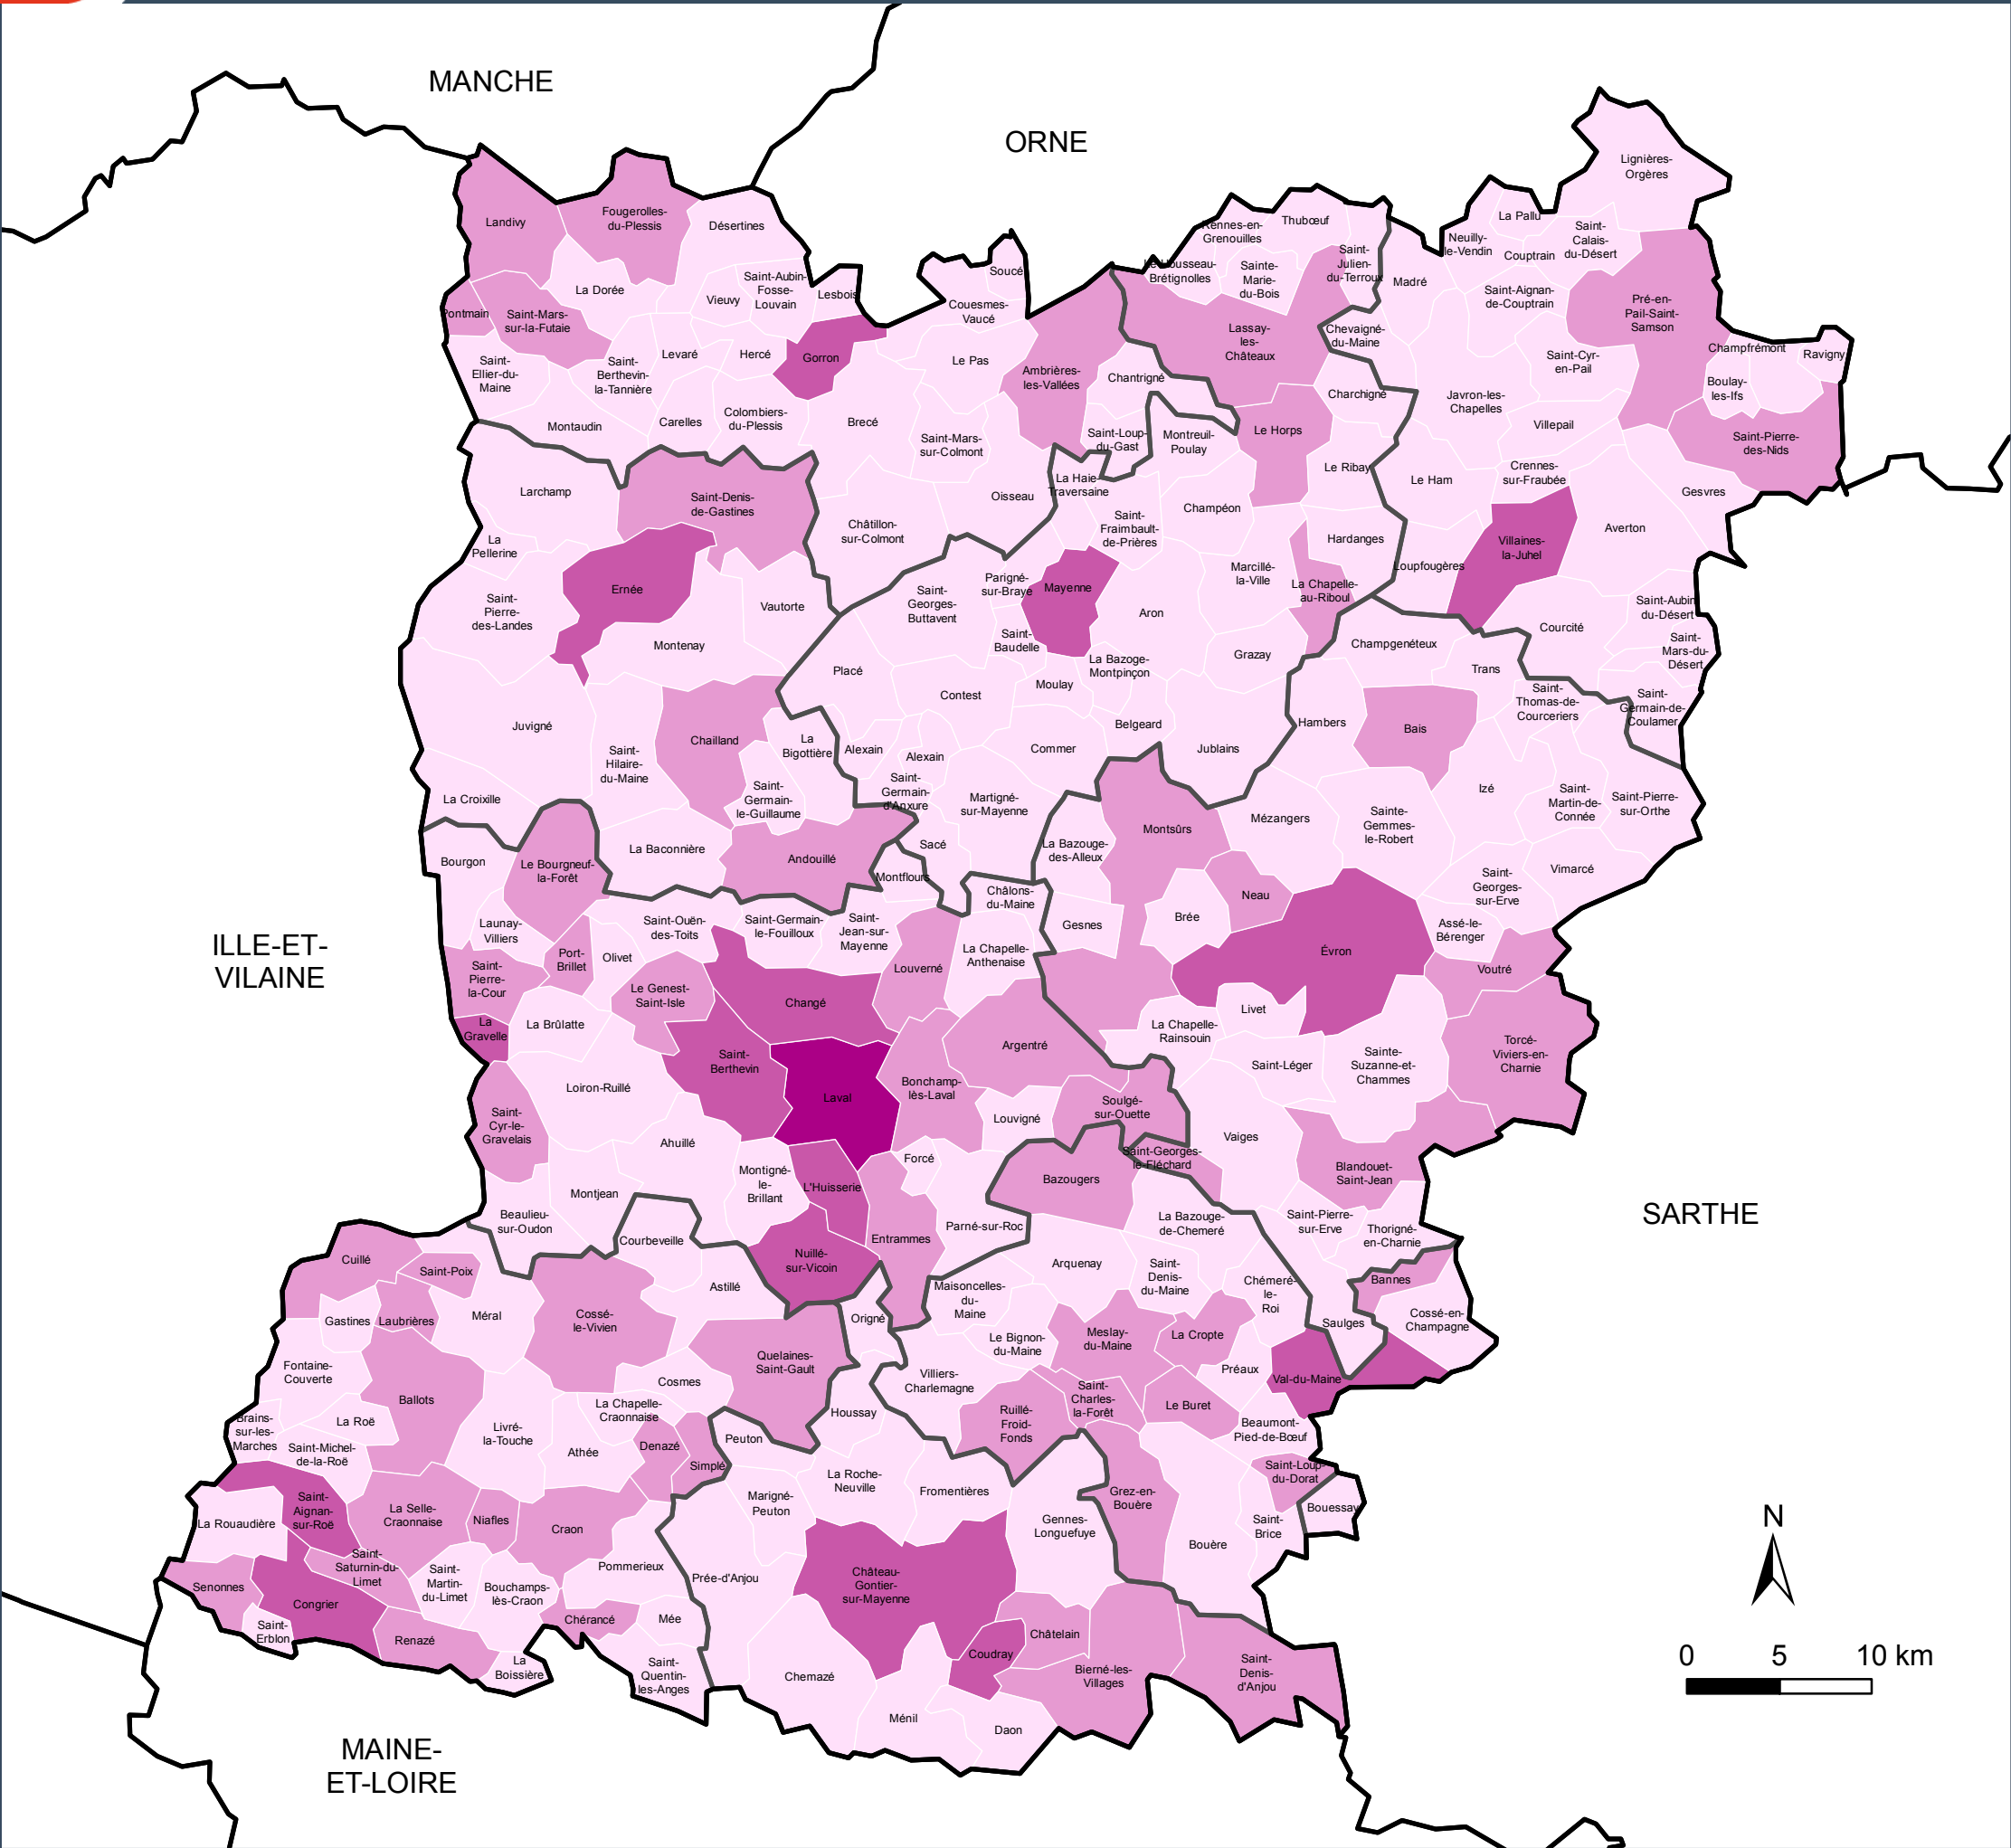 MANCHE
ORNE
Lignières-
Orgères
Landivy
Fougerolles-
du-Plessis
Désertines
Rennes-en-
Grenouilles
Thubœuf
La Pallu
Neuilly-
le-Vendin
Couptrain
Saint-
Calais-
du-Désert
Soucé
Le Housseau-
Brétignolles
Sainte-
Marie-
du-Bois
Saint-
Julien-
du-Terroux
Madré
Saint-Aignan-
de-Couptrain
Pré-en-
Pail-Saint-
Samson
La Dorée
Vieuvy
Saint-Aubin-
Fosse-
Louvain
Lesbois
Couesmes-
Vaucé
Pontmain
Saint-Mars-
sur-la-Futaie
Lassay-
les-
Châteaux
Chevaigné-
du-Maine
Champfrémont
Ravigny
Saint-
Ellier-du-
Maine
Saint-
Berthevin-
la-Tannière
Levaré
Hercé
Gorron
Le Pas
Ambrières-
les-Vallées
Chantrigné
Charchigné
Javron-les-
Chapelles
Saint-Cyr-
en-Pail
Boulay-
les-Ifs
Montaudin
Carelles
Colombiers-
du-Plessis
Brecé
Saint-Mars-
sur-Colmont
Saint-Loup-
du-Gast
Montreuil-
Poulay
Le Horps
Villepail
Saint-Pierre-
des-Nids
Larchamp
Saint-Denis-
de-Gastines
Oisseau
La Haie-
Traversaine
Le Ribay
Le Ham
Crennes-
sur-Fraubée
Gesvres
La
Pellerine
Châtillon-
sur-Colmont
Saint-
Fraimbault-
de-Prières
Champéon
Hardanges
Villaines-
la-Juhel
Averton
Loupfougères
Ernée
Saint-
Pierre-
des-Landes
Vautorte
Saint-
Georges-
Buttavent
Parigné-
sur-Braye
Mayenne
Marcillé-
la-Ville
La Chapelle-
au-Riboul
Aron
Saint-Aubin-
du-Désert
Courcité
Montenay
Saint-
Baudelle
Grazay
Champgenéteux
Saint-
Mars-du-
Désert
Placé
Contest
Moulay
La Bazoge-
Montpinçon
Trans
Saint-
Thomas-de-
Courceriers
Saint-
Germain-de-
Coulamer
Juvigné
Saint-
Hilaire-
du-Maine
Chailland
La
Bigottière
Alexain
Alexain
Commer
Belgeard
Jublains
Hambers
Bais
La Croixille
Saint-
Germain-
le-Guillaume
Saint-
Germain-
d'Anxure
Martigné-
sur-Mayenne
Izé
Saint-
Martin-de-
Connée
Saint-Pierre-
sur-Orthe
Bourgon
Le Bourgneuf-
la-Forêt
La Baconnière
Andouillé
Sacé
Montflours
La Bazouge-
des-Alleux
Montsûrs
Mézangers
Sainte-
Gemmes-
le-Robert
Saint-
Georges-
sur-Erve
Vimarcé
Châlons-
du-Maine
Neau
Launay-
Villiers
Saint-Ouën-
des-Toits
Saint-Germain-
le-Fouilloux
Saint-
Jean-sur-
Mayenne
Gesnes
Brée
Assé-le-
Bérenger
ILLE-ET-
VILAINE
Saint-
Pierre-
la-Cour
Port-
Brillet
Olivet
Louverné
La Chapelle-
Anthenaise
Évron
Voutré
Le Genest-
Saint-Isle
Changé
Livet
La
Gravelle
La Brûlatte
Argentré
La Chapelle-
Rainsouin
Torcé-
Viviers-en-
Charnie
Loiron-Ruillé
Saint-
Berthevin
Laval
Bonchamp-
lès-Laval
Saint-Léger
Sainte-
Suzanne-et-
Chammes
Saint-
Cyr-le-
Gravelais
Louvigné
Soulgé-
sur-Ouette
Vaiges
Ahuillé
Montigné-
le-
Brillant
Forcé
Saint-Georges-
le-Fléchard
Blandouet-
Saint-Jean
Montjean
L'Huisserie
Bazougers
SARTHE
Beaulieu-
sur-Oudon
Courbeveille
Entrammes
Parné-sur-Roc
La Bazouge-
de-Chemeré
Saint-Pierre-
sur-Erve
Thorigné-
en-Charnie
Cuillé
Saint-Poix
Nuillé-
sur-Vicoin
Arquenay
Saint-
Denis-
du-Maine
Bannes
Astillé
Maisoncelles-
du-
Maine
Chémeré-
le-
Roi
Gastines
Laubrières
Méral
Cossé-
le-Vivien
Origné
Saulges
Cossé-en-
Champagne
Fontaine-
Couverte
Quelaines-
Saint-Gault
Le Bignon-
du-Maine
Meslay-
du-Maine
La Cropte
Préaux
Val-du-Maine
Ballots
Cosmes
Villiers-
Charlemagne
Brains-
sur-les-
Marches
La Roë
La Chapelle-
Craonnaise
Houssay
Ruillé-
Froid-
Fonds
Saint-
Charles-
la-Forêt
Le Buret
Beaumont-
Pied-de-Bœuf
Livré-
la-Touche
Athée
Denazé
Simplé
Peuton
Saint-Michel-
de-la-Roë
Saint-Loup-
du-Dorat
La Rouaudière
Saint-
Aignan-
sur-Roë
La Selle-
Craonnaise
Niafles
Craon
Marigné-
Peuton
La Roche-
Neuville
Fromentières
Gennes-
Longuefuye
Grez-en-
Bouère
Bouère
Saint-
Brice
Bouessay
Senonnes
Saint-
Saturnin-du-
Limet
Saint-
Martin-
du-Limet
Bouchamps-
lès-Craon
Pommerieux
Prée-d'Anjou
Château-
Gontier-
sur-Mayenne
Congrier
Saint-
Erblon
Renazé
Chérancé
Mée
La
Boissière
Saint-
Quentin-
les-Anges
Chemazé
Coudray
Châtelain
Bierné-les-
Villages
Saint-
Denis-
d'Anjou
Ménil
Daon
N
0 5 10 km
MAINE-
ET-LOIRE